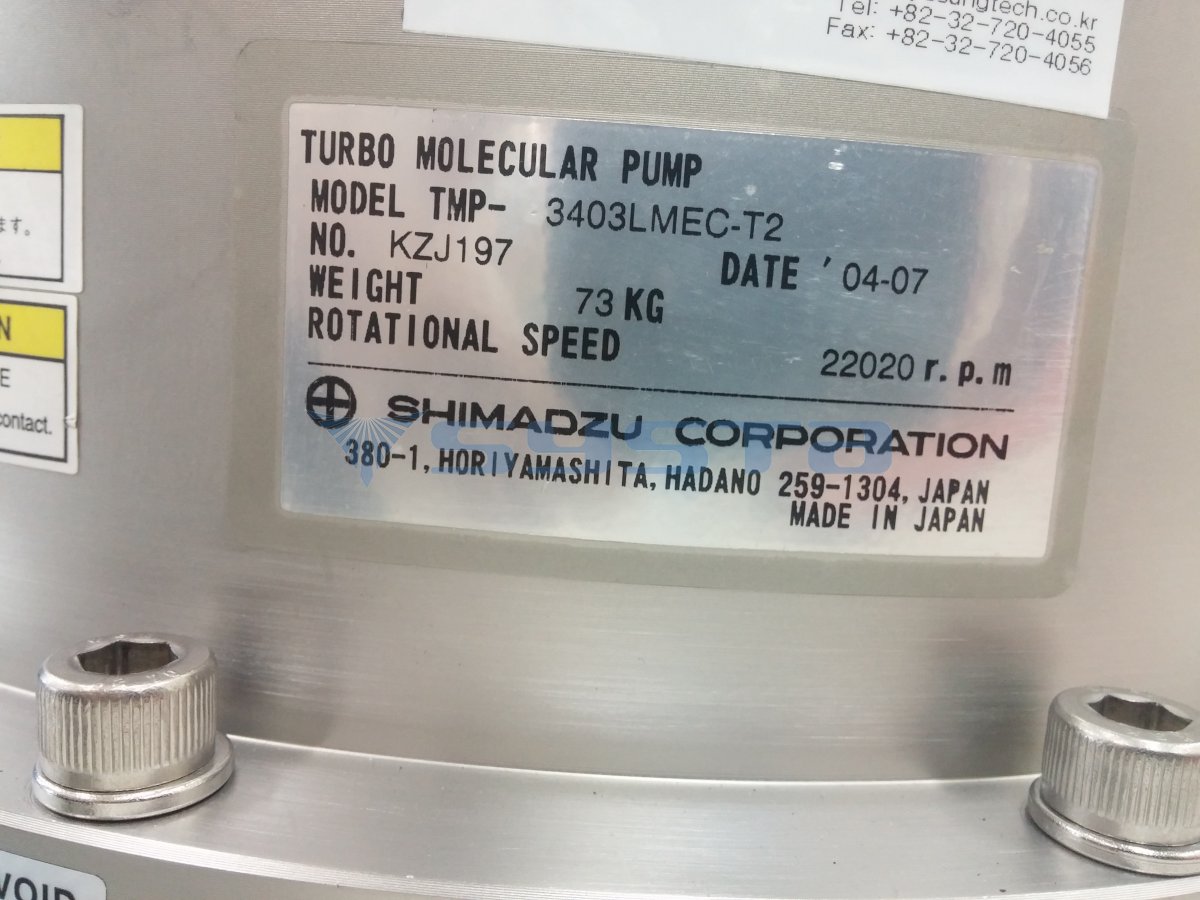 Tel: +82-32-720-4055
Fax: +82-32-720-4056
TURBO MOLECULAR PUMP
MODEL TMP- 3403LMEC-T2
NO. KZJ197 DATE '04-07
WEIGHT 73 KG
ROTATIONAL SPEED 22020 r.p.m
SHIMADZU CORPORATION
SYSTO
380-1, HORIYAMASHITA, HADANO 259-1304, JAPAN
MADE IN JAPAN
ます。
N
E
contact.
VOID